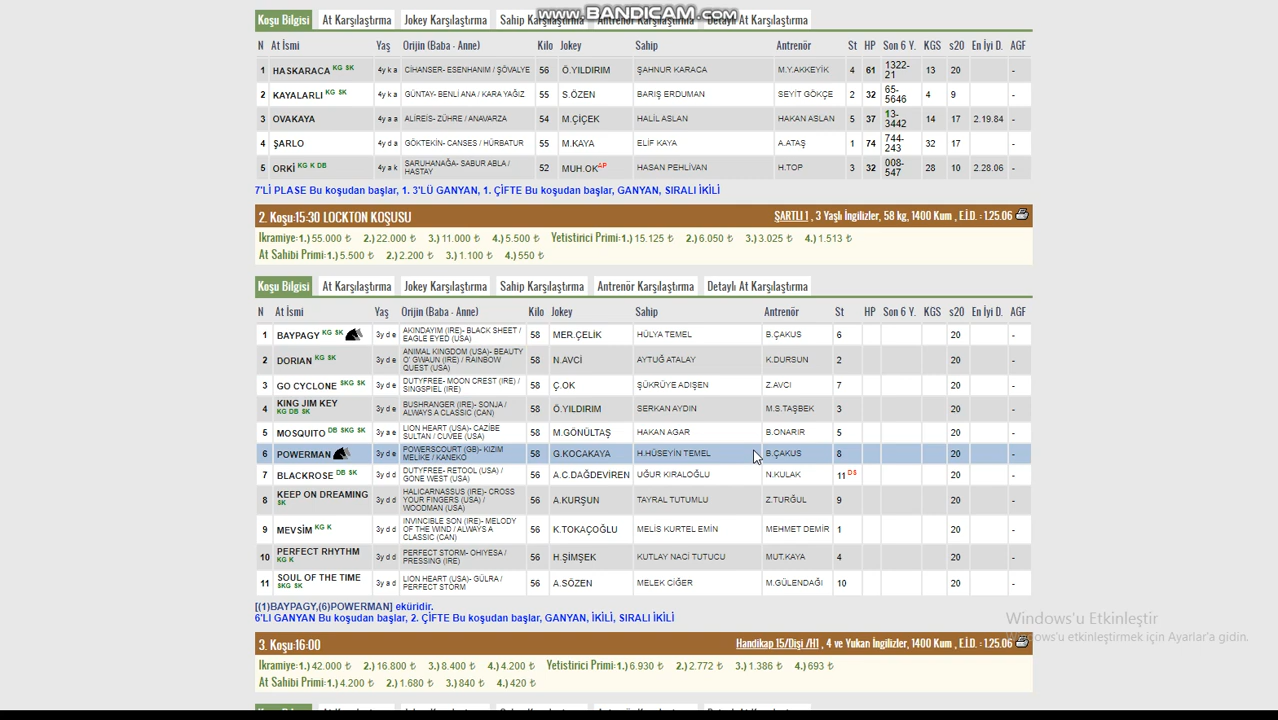 www.BANDICAM.com
Koşu Bilgisi At Karşılaştırma Jokey Karşılaştırma Sahip Karşılaştırma Antrenör Karşılaştırma Detaylı At Karşılaştırma
N At İsmi Yaş Orijin (Baba - Anne) Kilo Jokey Sahip Antrenör St HP Son 6 Y. KGS s20 En İyi D. AGF
1 HASKARACA KG SK 4y k a CİHANSER- ESENHANIM / ŞÖVALYE 56 Ö.YILDIRIM ŞAHNUR KARACA M.Y.AKKEYİK 4 61 1322-21 13 20 -
2 KAYALARLI KG SK 4y k a GÜNTAY- BENLİ ANA / KARA YAĞIZ 55 S.ÖZEN BARIŞ ERDUMAN SEYİT GÖKÇE 2 32 65-5646 4 9 -
3 OVAKAYA 4y a a ALİREİS- ZÜHRE / ANAVARZA 54 M.ÇİÇEK HALİL ASLAN HAKAN ASLAN 5 37 13-3442 14 17 2.19.84 -
4 ŞARLO 4y d a GÖKTEKİN- CANSES / HÜRBATUR 55 M.KAYA ELİF KAYA A.ATAŞ 1 74 744-243 32 17 -
5 ORKİ KG K DB 4y a k SARUHANAĞA- SABUR ABLA / HASTAY 52 MUH.OK AP HASAN PEHLİVAN H.TOP 3 32 008-547 28 10 2.28.06 -
7'Lİ PLASE Bu koşudan başlar, 1. 3'LÜ GANYAN, 1. ÇİFTE Bu koşudan başlar, GANYAN, SIRALI İKİLİ
2. Koşu:15:30 LOCKTON KOŞUSU ŞARTLI 1 , 3 Yaşlı İngilizler, 58 kg, 1400 Kum , E.İ.D. : 1.25.06
İkramiye: 1.) 55.000 ₺ 2.) 22.000 ₺ 3.) 11.000 ₺ 4.) 5.500 ₺ Yetistirici Primi: 1.) 15.125 ₺ 2.) 6.050 ₺ 3.) 3.025 ₺ 4.) 1.513 ₺
At Sahibi Primi: 1.) 5.500 ₺ 2.) 2.200 ₺ 3.) 1.100 ₺ 4.) 550 ₺
Koşu Bilgisi At Karşılaştırma Jokey Karşılaştırma Sahip Karşılaştırma Antrenör Karşılaştırma Detaylı At Karşılaştırma
N At İsmi Yaş Orijin (Baba - Anne) Kilo Jokey Sahip Antrenör St HP Son 6 Y. KGS s20 En İyi D. AGF
1 BAYPAGY KG SK 3y d e AKINDAYIM (IRE)- BLACK SHEET / EAGLE EYED (USA) 58 MER.ÇELİK HÜLYA TEMEL B.ÇAKUS 6 20 -
2 DORIAN KG SK 3y d e ANIMAL KINGDOM (USA)- BEAUTY O' GWAUN (IRE) / RAINBOW QUEST (USA) 58 N.AVCİ AYTUĞ ATALAY K.DURSUN 2 20 -
3 GO CYCLONE SKG SK 3y d e DUTYFREE- MOON CREST (IRE) / SINGSPIEL (IRE) 58 Ç.OK ŞÜKRÜYE ADIŞEN Z.AVCI 7 20 -
4 KING JIM KEY KG DB SK 3y d e BUSHRANGER (IRE)- SONJA / ALWAYS A CLASSIC (CAN) 58 Ö.YILDIRIM SERKAN AYDIN M.S.TAŞBEK 3 20 -
5 MOSQUITO DB SKG SK 3y a e LION HEART (USA)- CAZİBE SULTAN / CUVEE (USA) 58 M.GÖNÜLTAŞ HAKAN AGAR B.ONARIR 5 20 -
6 POWERMAN 3y d e POWERSCOURT (GB)- KIZIM MELİKE / KANEKO 58 G.KOCAKAYA H.HÜSEYİN TEMEL B.ÇAKUS 8 20 -
7 BLACKROSE DB SK 3y d d DUTYFREE- RETOOL (USA) / GONE WEST (USA) 56 A.C.DAĞDEVİREN UĞUR KIRALOĞLU N.KULAK 11 DS 20 -
8 KEEP ON DREAMING SK 3y d d HALICARNASSUS (IRE)- CROSS YOUR FINGERS (USA) / WOODMAN (USA) 56 A.KURŞUN TAYRAL TUTUMLU Z.TURĞUL 9 20 -
9 MEVSİM KG K 3y d d INVINCIBLE SON (IRE)- MELODY OF THE WIND / ALWAYS A CLASSIC (CAN) 56 K.TOKAÇOĞLU MELİS KURTEL EMİN MEHMET DEMİR 1 20 -
10 PERFECT RHYTHM KG K 3y d d PERFECT STORM- OHIYESA / PRESSING (IRE) 56 H.ŞİMŞEK KUTLAY NACİ TUTUCU MUT.KAYA 4 20 -
11 SOUL OF THE TIME SKG SK 3y a d LION HEART (USA)- GÜLRA / PERFECT STORM 56 A.SÖZEN MELEK CİĞER M.GÜLENDAĞI 10 20 -
[(1)BAYPAGY,(6)POWERMAN] eküridir.
6'LI GANYAN Bu koşudan başlar, 2. ÇİFTE Bu koşudan başlar, GANYAN, İKİLİ, SIRALI İKİLİ
Windows'u Etkinleştir
3. Koşu:16:00 Handikap 15/Dişi /H1 , 4 ve Yukarı İngilizler, 1400 Kum , E.İ.D. : 1.25.06
Windows'u etkinleştirmek için Ayarlar'a gidin.
İkramiye: 1.) 42.000 ₺ 2.) 16.800 ₺ 3.) 8.400 ₺ 4.) 4.200 ₺ Yetistirici Primi: 1.) 6.930 ₺ 2.) 2.772 ₺ 3.) 1.386 ₺ 4.) 693 ₺
At Sahibi Primi: 1.) 4.200 ₺ 2.) 1.680 ₺ 3.) 840 ₺ 4.) 420 ₺